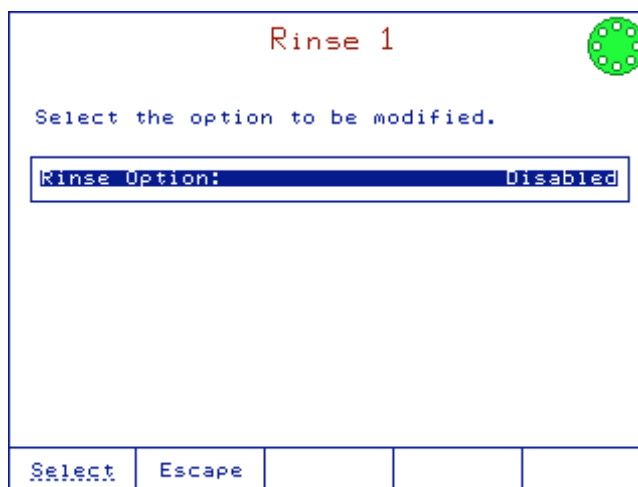 Rinse 1
Select the option to be modified.
Rinse Option: Disabled
Select Escape